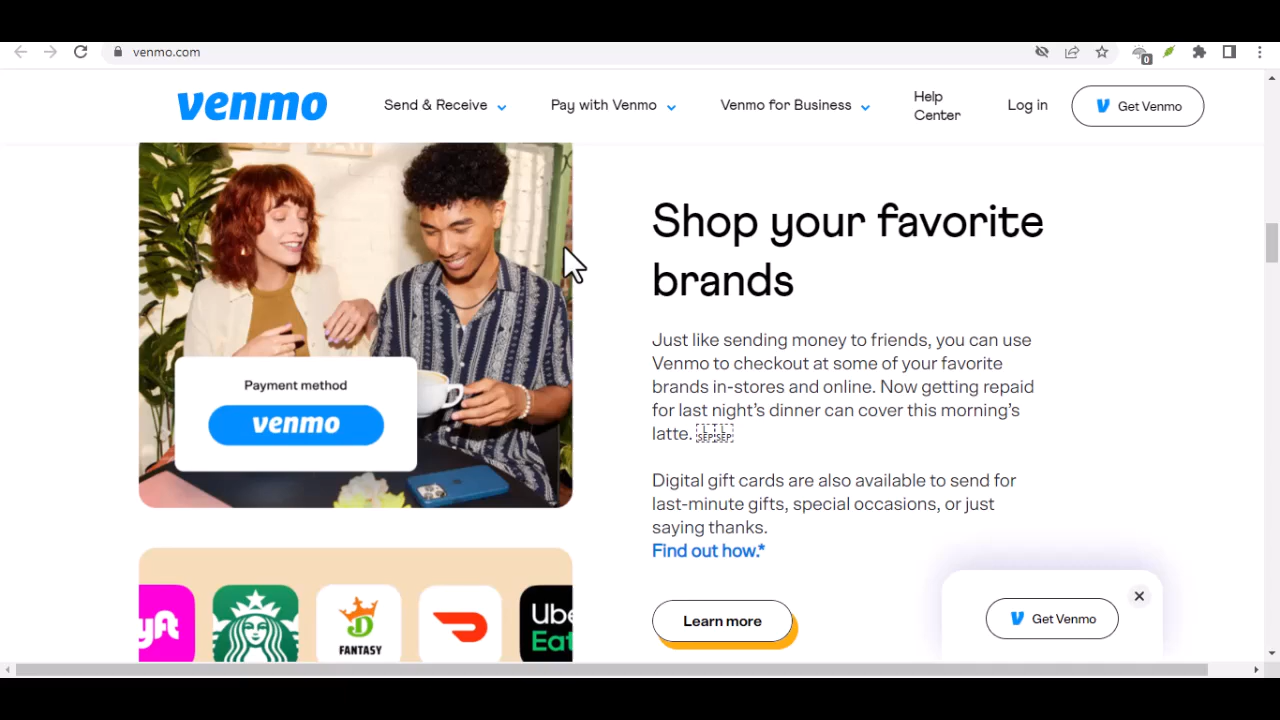 venmo.com
0
venmo
Send & Receive
Pay with Venmo
Venmo for Business
Help
Center
Log in
Get Venmo
Shop your favorite
brands
Just like sending money to friends, you can use
Venmo to checkout at some of your favorite
brands in-stores and online. Now getting repaid
for last night’s dinner can cover this morning’s
latte.
Digital gift cards are also available to send for
last-minute gifts, special occasions, or just
saying thanks.
Find out how.*
Learn more
Payment method
venmo
lyft
FANTASY
Uber
Eats
Get Venmo